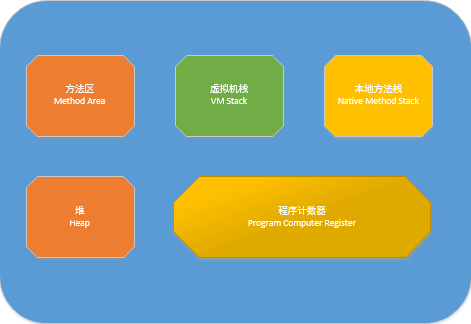 方法区
Method Area
虚拟机栈
VM Stack
本地方法栈
Native Method Stack
堆
Heap
程序计数器
Program Computer Register